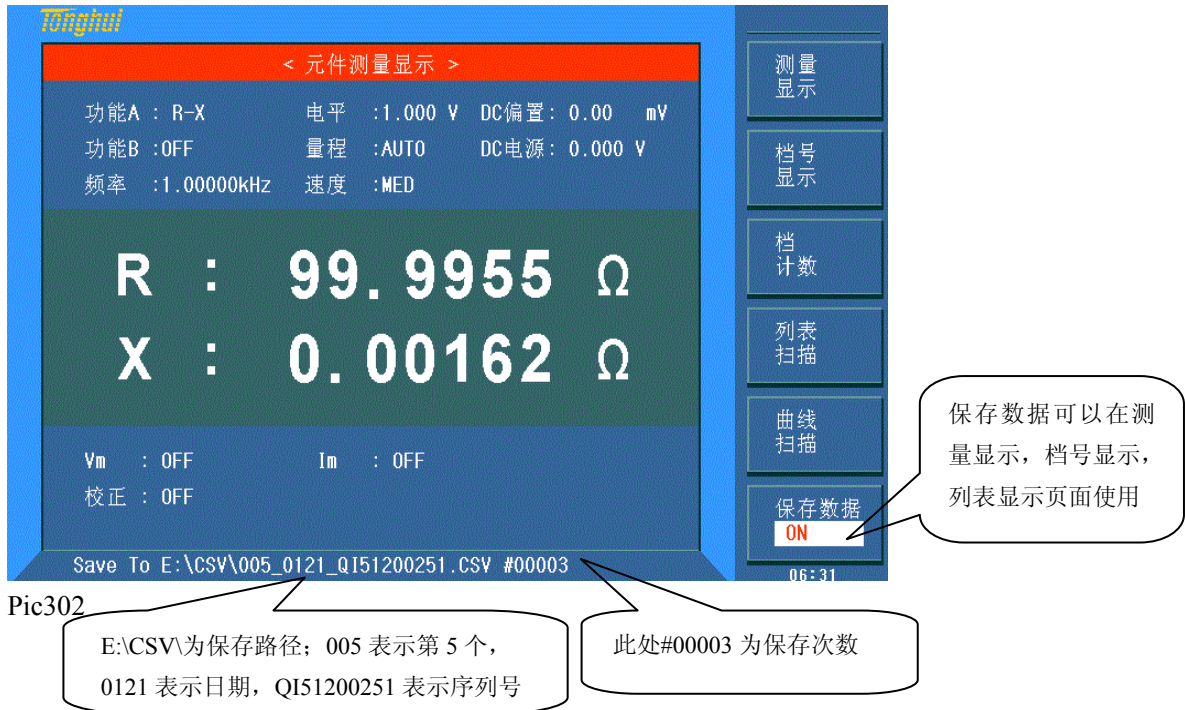 Tonghui
< 元件测量显示 >
功能A : R-X 电平 :1.000 V DC偏置: 0.00 mV
功能B :OFF 量程 :AUTO DC电源: 0.000 V
频率 :1.00000kHz 速度 :MED
R : 99.9955 Ω
X : 0.00162 Ω
Vm : OFF Im : OFF
校正 : OFF
Save To E:\CSV\005_0121_QI51200251.CSV #00003
测量
显示
档号
显示
档
计数
列表
扫描
曲线
扫描
保存数据
ON
06:31
保存数据可以在测
量显示，档号显示，
列表显示页面使用
Pic302
E:\CSV\为保存路径；005 表示第 5 个，
0121 表示日期，QI51200251 表示序列号
此处#00003 为保存次数